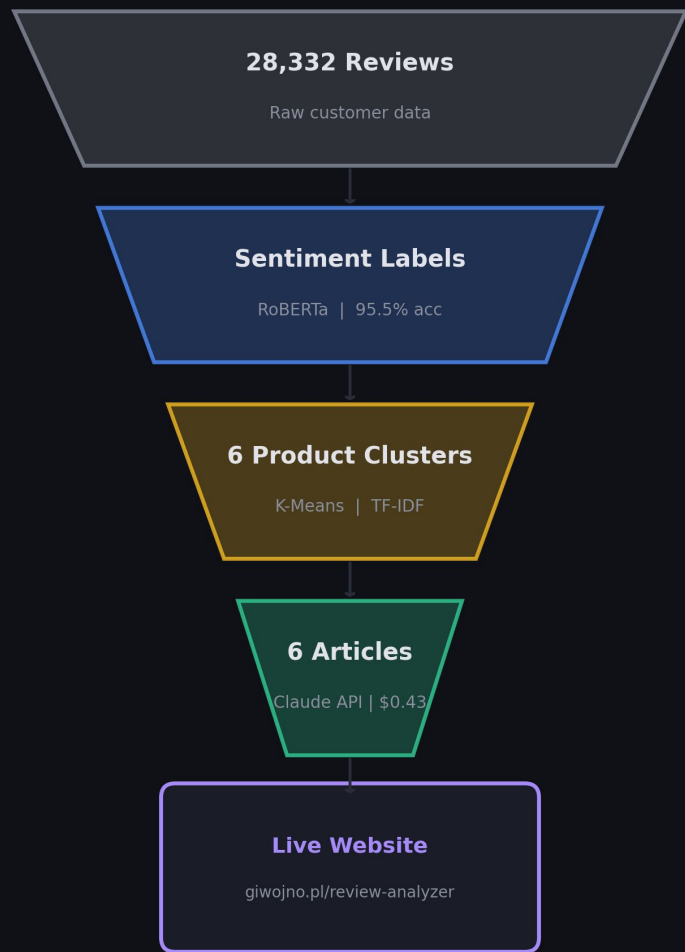 28,332 Reviews
Raw customer data
Sentiment Labels
RoBERTa | 95.5% acc
6 Product Clusters
K-Means | TF-IDF
6 Articles
Claude API | $0.43
Live Website
giwojno.pl/review-analyzer